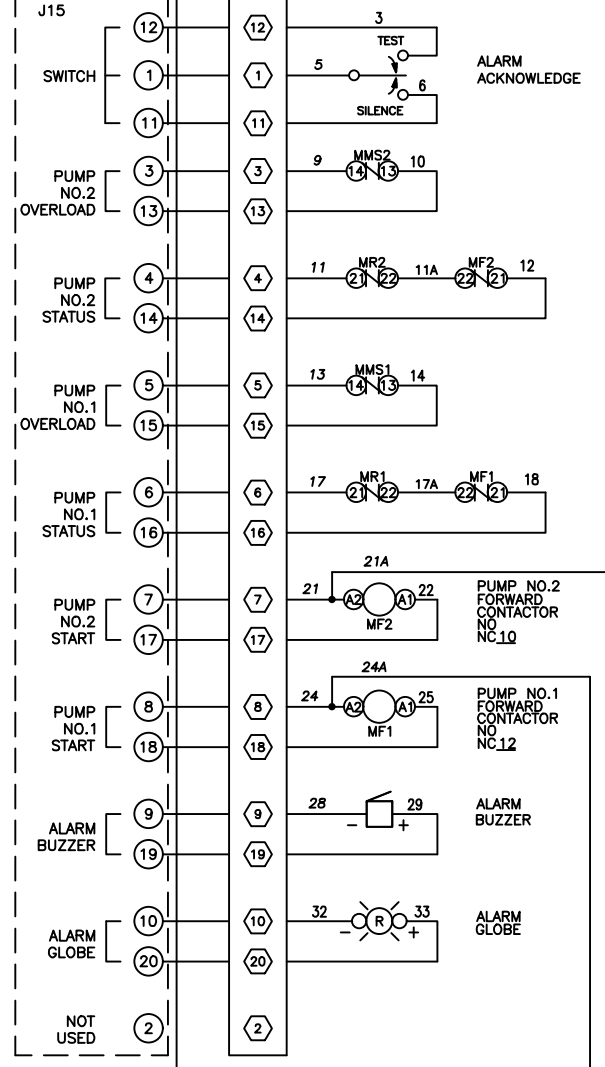 J15
12 12 3
TEST
SWITCH 1 1 5 ALARM
ACKNOWLEDGE
6
SILENCE
11 11
PUMP
NO.2
OVERLOAD
3 3 9 MMS2 14 13 10
13 13
PUMP
NO.2
STATUS
4 4 11 MR2 21 22 11A MF2 22 21 12
14 14
PUMP
NO.1
OVERLOAD
5 5 13 MMS1 14 13 14
15 15
PUMP
NO.1
STATUS
6 6 17 MR1 21 22 17A MF1 22 21 18
16 16
21A
PUMP
NO.2
START
7 7 21 A2 A1 22
MF2
17 17
PUMP NO.2
FORWARD
CONTACTOR
NO
NC 10
24A
PUMP
NO.1
START
8 8 24 A2 A1 25
MF1
18 18
PUMP NO.1
FORWARD
CONTACTOR
NO
NC 12
ALARM
BUZZER
9 9 28 - + 29
19 19
ALARM
BUZZER
ALARM
GLOBE
10 10 32 - R + 33
20 20
ALARM
GLOBE
NOT
USED
2 2